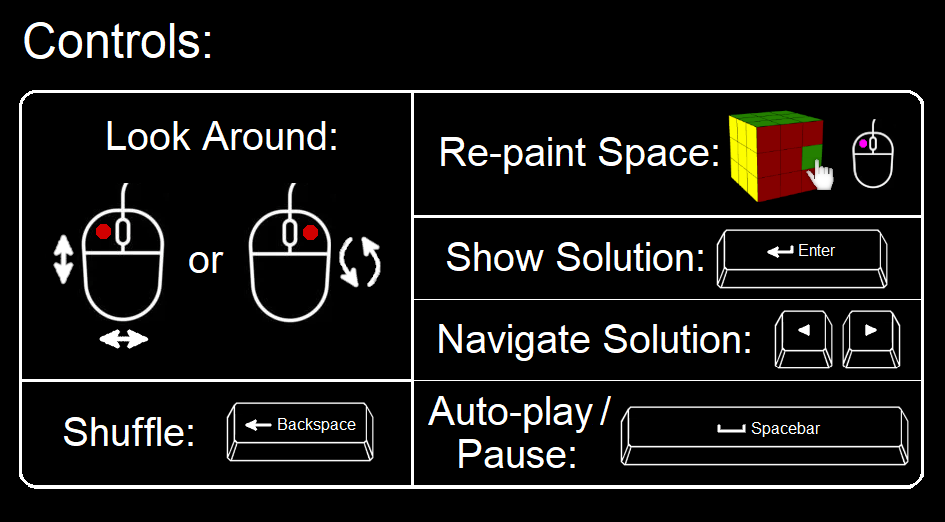 Controls:
Look Around:
or
Shuffle:
Backspace
Re-paint Space:
Show Solution:
Enter
Navigate Solution:
Auto-play /
Pause:
Spacebar